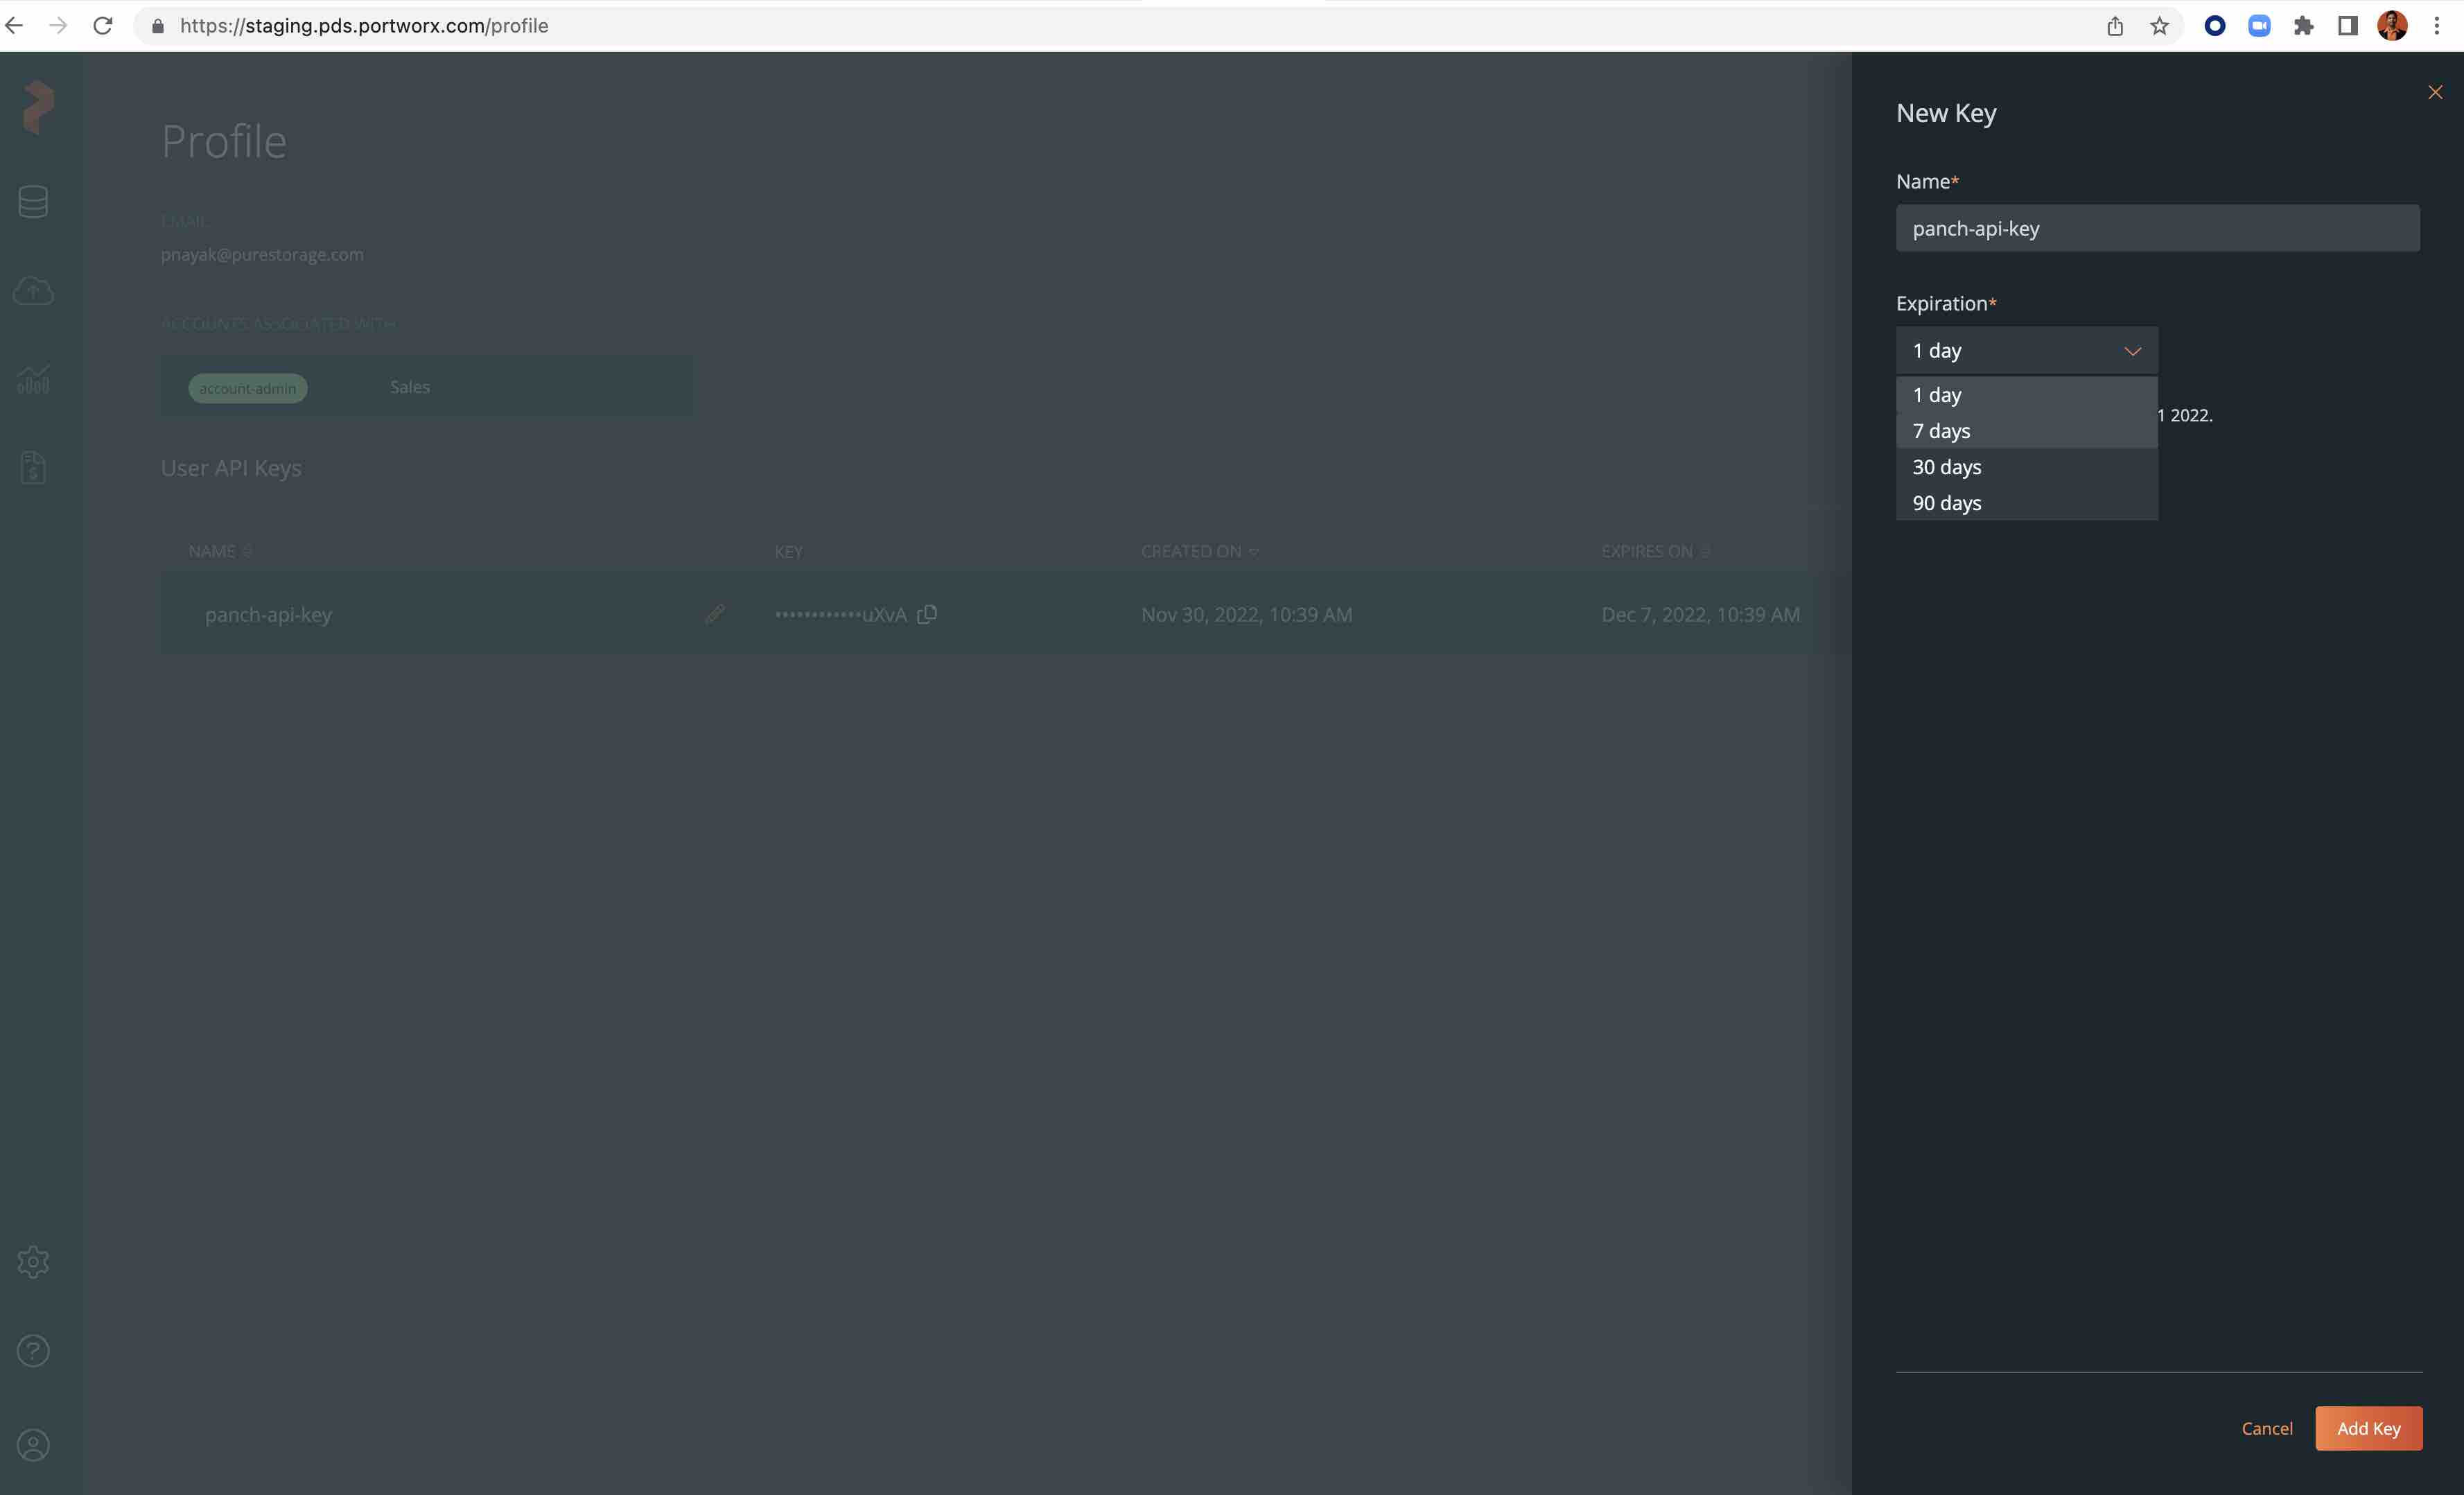 https://staging.pds.portworx.com/profile
Profile
EMAIL
pnayak@purestorage.com
ACCOUNTS ASSOCIATED WITH
account-admin Sales
User API Keys
NAME KEY CREATED ON EXPIRES ON
panch-api-key ••••••••••••uXvA Nov 30, 2022, 10:39 AM Dec 7, 2022, 10:39 AM
New Key
Name*
panch-api-key
Expiration*
1 day
1 day
1 2022.
7 days
30 days
90 days
Cancel Add Key